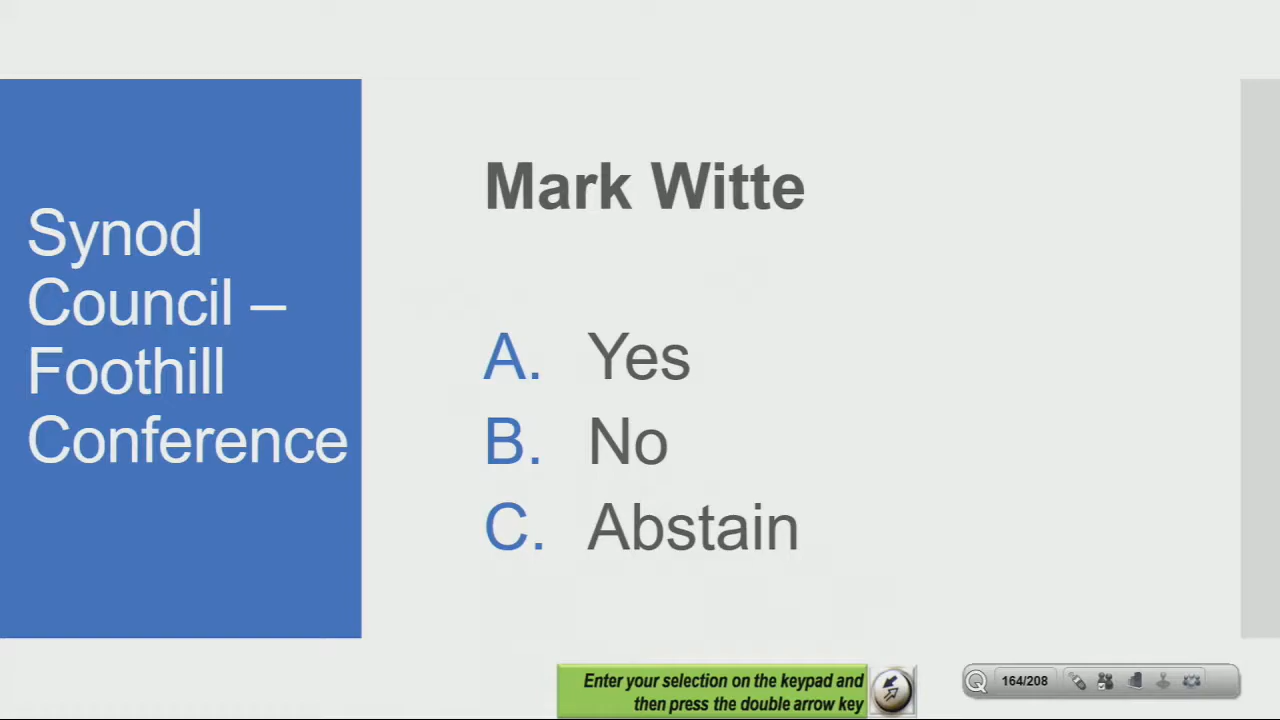 Synod
Council –
Foothill
Conference
Mark Witte
A. Yes
B. No
C. Abstain
Enter your selection on the keypad and
then press the double arrow key
164/208